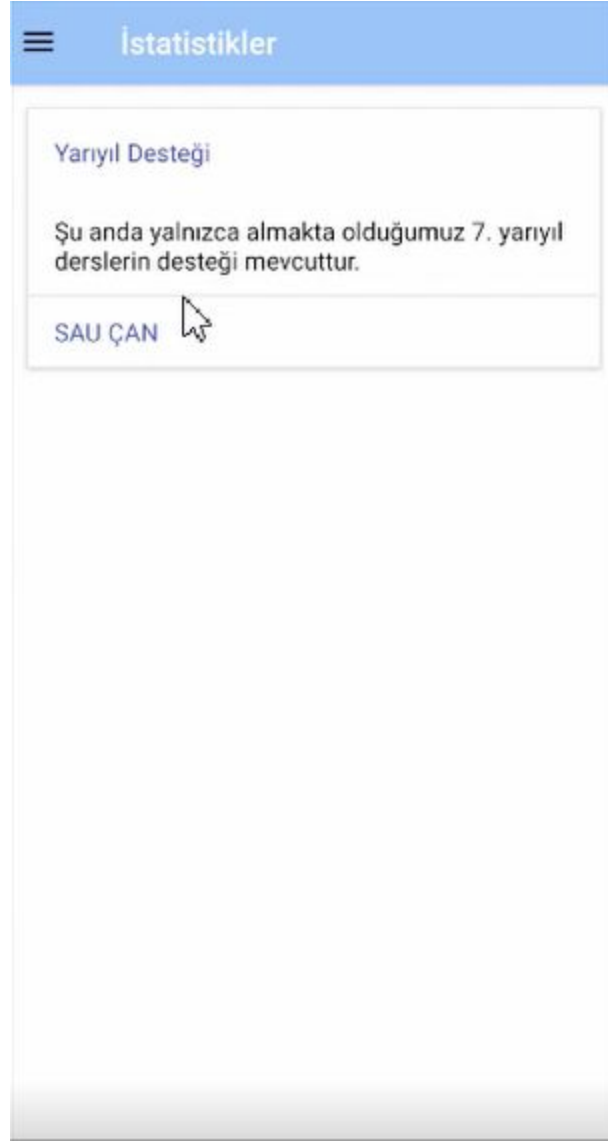 İstatistikler
Yarıyıl Desteği
Şu anda yalnızca almakta olduğumuz 7. yarıyıl
derslerin desteği mevcuttur.
SAU ÇAN